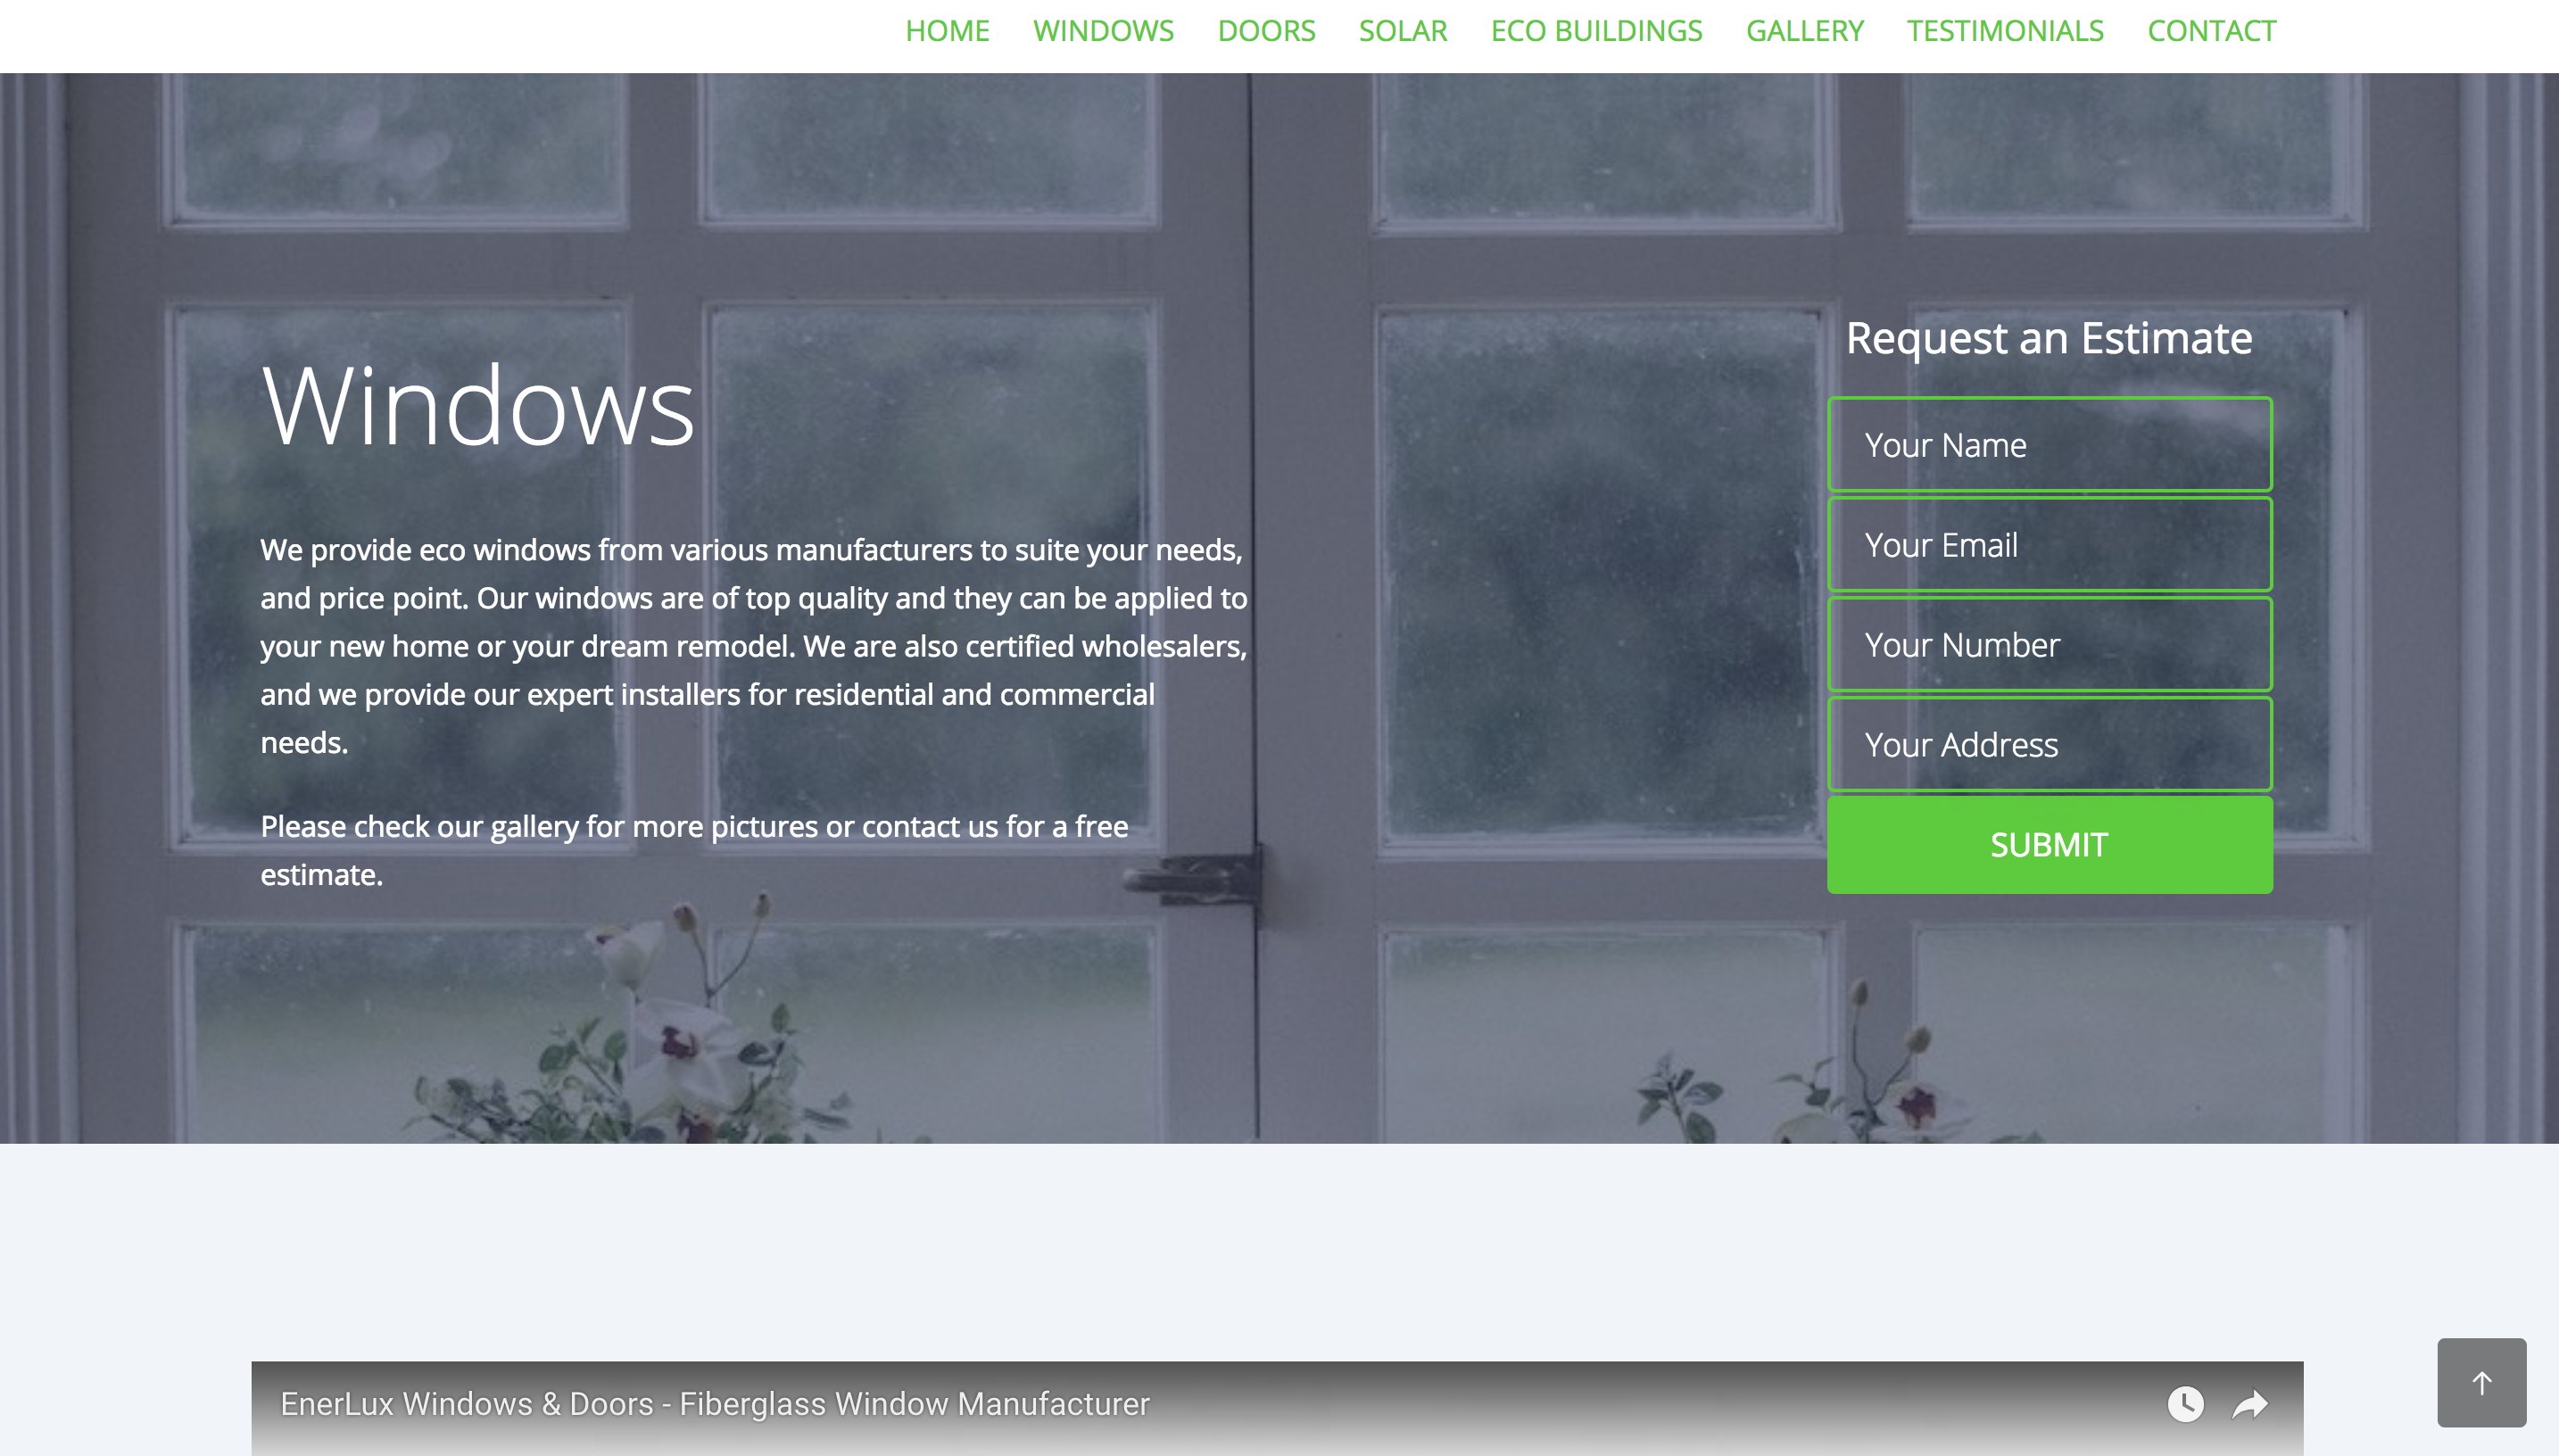 HOME WINDOWS DOORS SOLAR ECO BUILDINGS GALLERY TESTIMONIALS CONTACT
Windows
We provide eco windows from various manufacturers to suite your needs,
and price point. Our windows are of top quality and they can be applied to
your new home or your dream remodel. We are also certified wholesalers,
and we provide our expert installers for residential and commercial
needs.
Please check our gallery for more pictures or contact us for a free
estimate.
Request an Estimate
Your Name
Your Email
Your Number
Your Address
SUBMIT
EnerLux Windows & Doors - Fiberglass Window Manufacturer